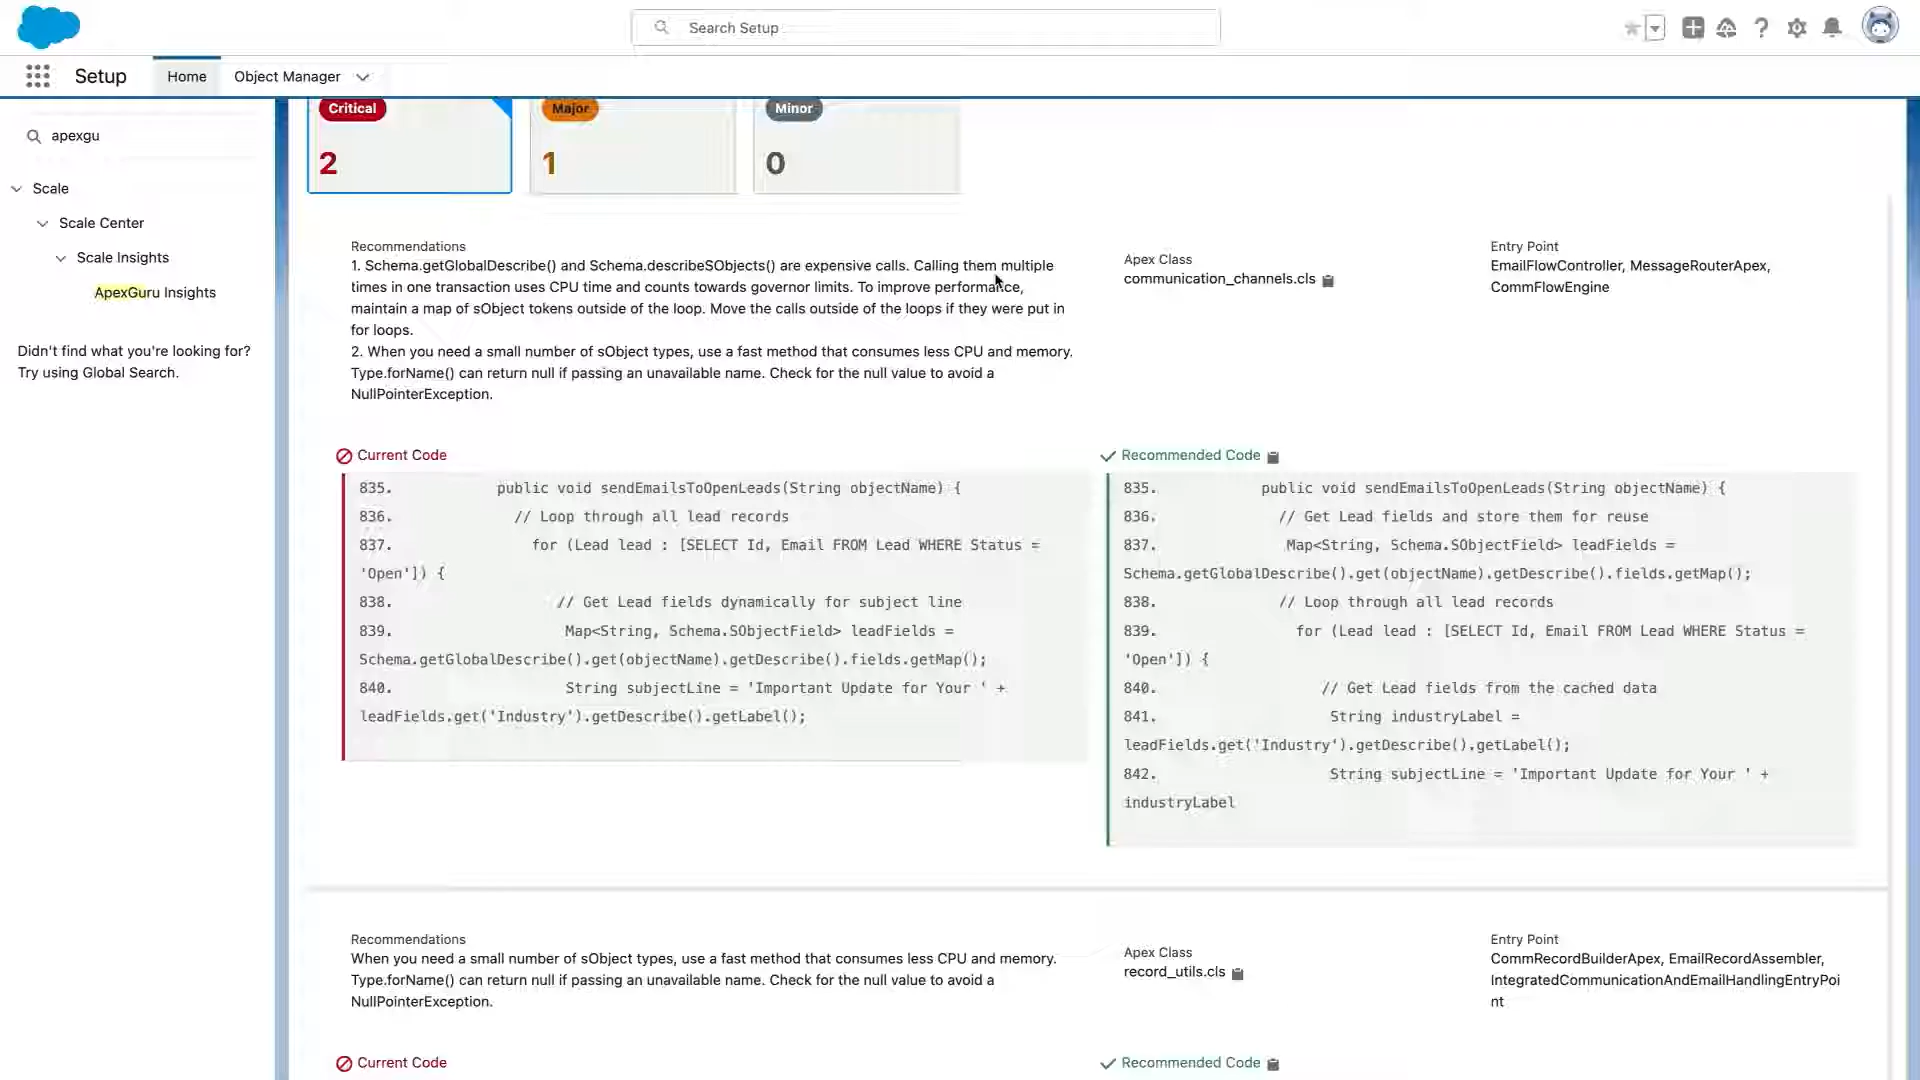 Search Setup
Setup
Home
Object Manager
apexgu
Scale
Scale Center
Scale Insights
ApexGuru Insights
Didn't find what you're looking for?
Try using Global Search.
Critical
2
Major
1
Minor
0
Recommendations
1. Schema.getGlobalDescribe() and Schema.describeSObjects() are expensive calls. Calling them multiple
times in one transaction uses CPU time and counts towards governor limits. To improve performance,
maintain a map of sObject tokens outside of the loop. Move the calls outside of the loops if they were put in
for loops.
2. When you need a small number of sObject types, use a fast method that consumes less CPU and memory.
Type.forName() can return null if passing an unavailable name. Check for the null value to avoid a
NullPointerException.
Apex Class
communication_channels.cls
Entry Point
EmailFlowController, MessageRouterApex,
CommFlowEngine
Current Code
835. public void sendEmailsToOpenLeads(String objectName) {
836. // Loop through all lead records
837. for (Lead lead : [SELECT Id, Email FROM Lead WHERE Status =
'Open']) {
838. // Get Lead fields dynamically for subject line
839. Map<String, Schema.SObjectField> leadFields =
Schema.getGlobalDescribe().get(objectName).getDescribe().fields.getMap();
840. String subjectLine = 'Important Update for Your ' +
leadFields.get('Industry').getDescribe().getLabel();
Recommended Code
835. public void sendEmailsToOpenLeads(String objectName) {
836. // Get Lead fields and store them for reuse
837. Map<String, Schema.SObjectField> leadFields =
Schema.getGlobalDescribe().get(objectName).getDescribe().fields.getMap();
838. // Loop through all lead records
839. for (Lead lead : [SELECT Id, Email FROM Lead WHERE Status =
'Open']) {
840. // Get Lead fields from the cached data
841. String industryLabel =
leadFields.get('Industry').getDescribe().getLabel();
842. String subjectLine = 'Important Update for Your ' +
industryLabel
Recommendations
When you need a small number of sObject types, use a fast method that consumes less CPU and memory.
Type.forName() can return null if passing an unavailable name. Check for the null value to avoid a
NullPointerException.
Apex Class
record_utils.cls
Entry Point
CommRecordBuilderApex, EmailRecordAssembler,
IntegratedCommunicationAndEmailHandlingEntryPoi
nt
Current Code
Recommended Code